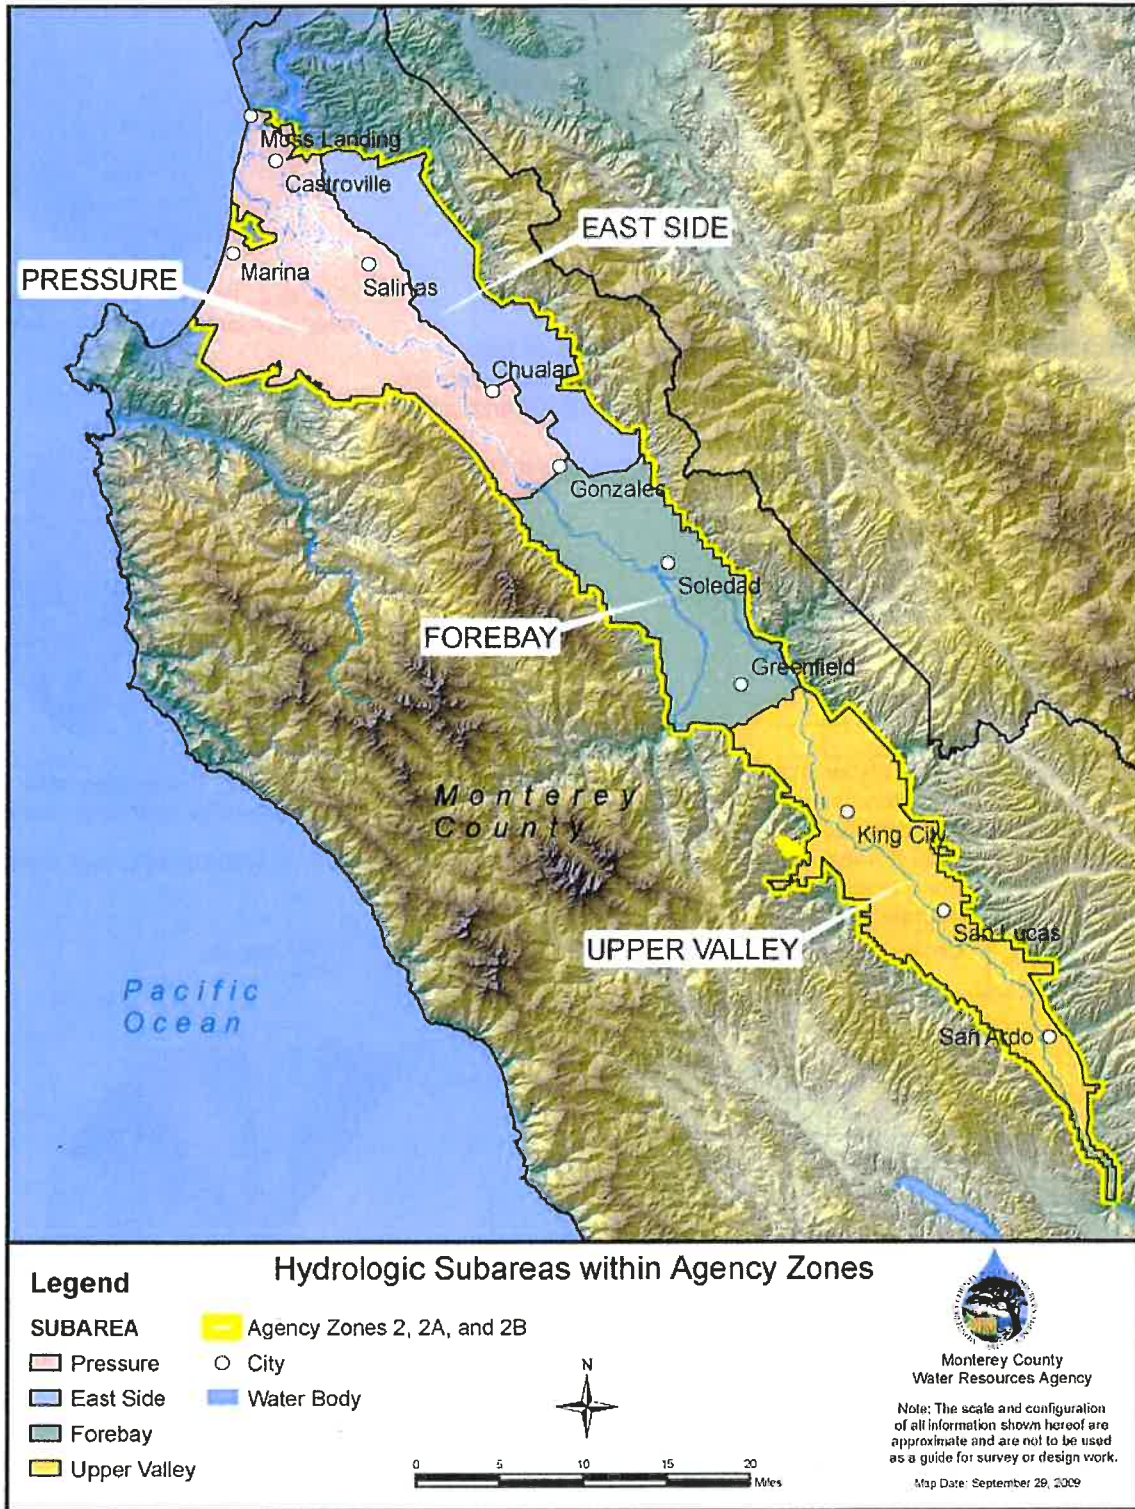 Moss Landing
Castroville
EAST SIDE
Marina
PRESSURE
Salinas
Chualar
Gonzales
Soledad
FOREBAY
Greenfield
Monterey
County
King City
San Lucas
UPPER VALLEY
Pacific
Ocean
San Ardo
Hydrologic Subareas within Agency Zones
Legend
SUBAREA
Pressure
East Side
Forebay
Upper Valley
Agency Zones 2, 2A, and 2B
City
Water Body
N
0 5 10 15 20
Miles
Monterey County
Water Resources Agency
Note: The scale and configuration
of all information shown hereof are
approximate and are not to be used
as a guide for survey or design work.
Map Date: September 29, 2009